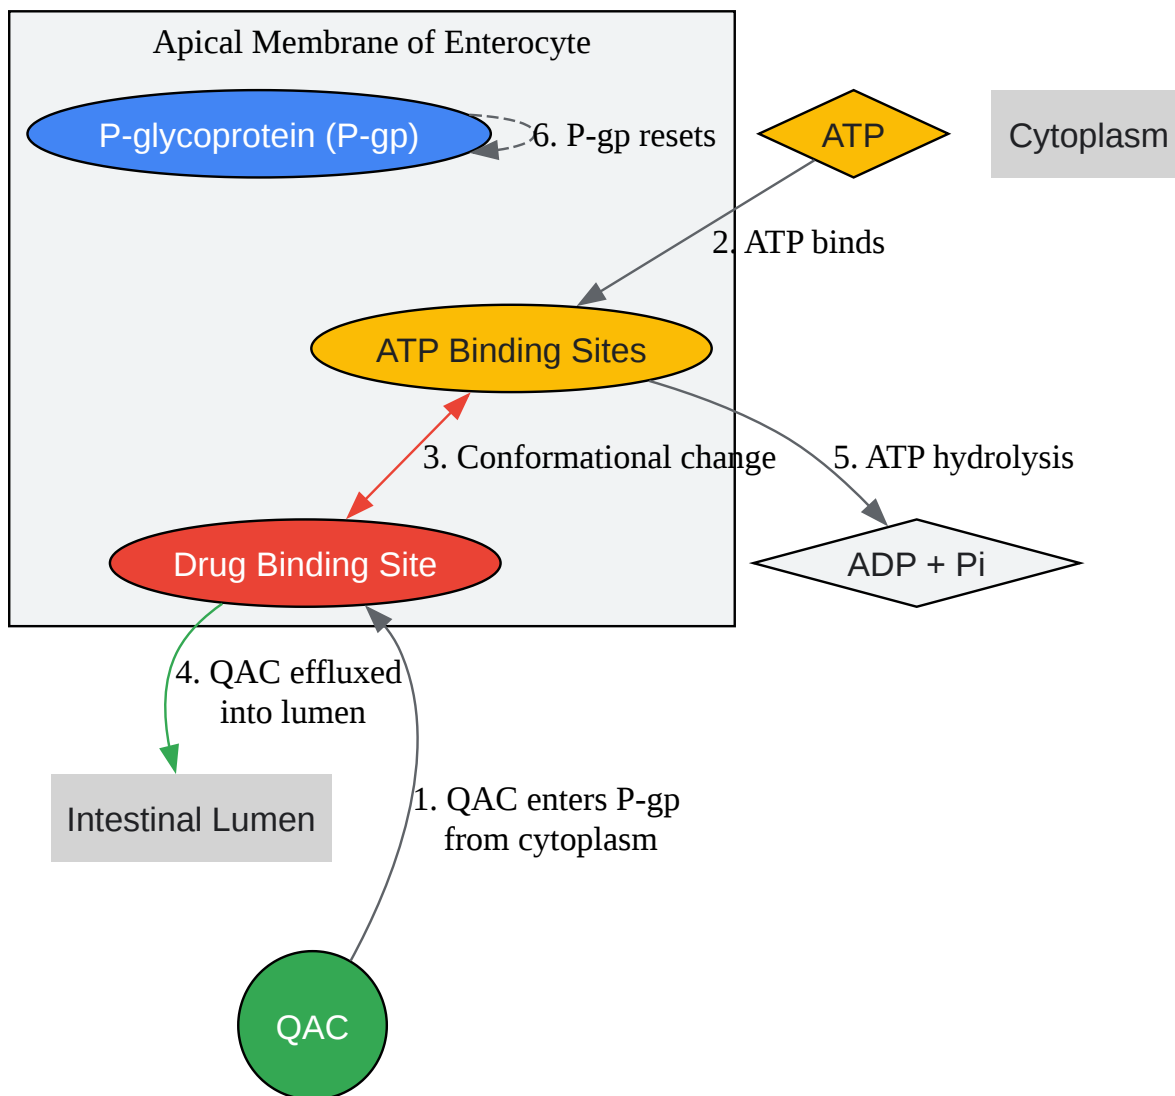 Apical Membrane of Enterocyte
P-glycoprotein (P-gp)
6. P-gp resets
ATP
Cytoplasm
2. ATP binds
ATP Binding Sites
3. Conformational change
5. ATP hydrolysis
Drug Binding Site
ADP + Pi
4. QAC effluxed
into lumen
Intestinal Lumen
1. QAC enters P-gp
from cytoplasm
QAC